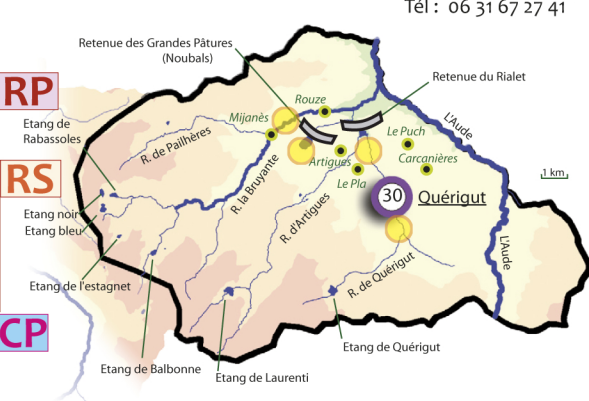 Tél : 06 31 67 27 41
Retenue des Grandes Pâtures
(Noubals)
Retenue du Rialet
RP
Rouze
L'Aude
Mijanès
Etang de
Rabassoles
R. de Pailhères
Le Puch
Artigues
Carcanières
RS
R. la Bruyante
Le Pla
1 km
30
Quérigut
Etang noir
Etang bleu
R. d'Artigues
L'Aude
R. de Quérigut
Etang de l'estagnet
CP
Etang de Quérigut
Etang de Balbonne
Etang de Laurenti